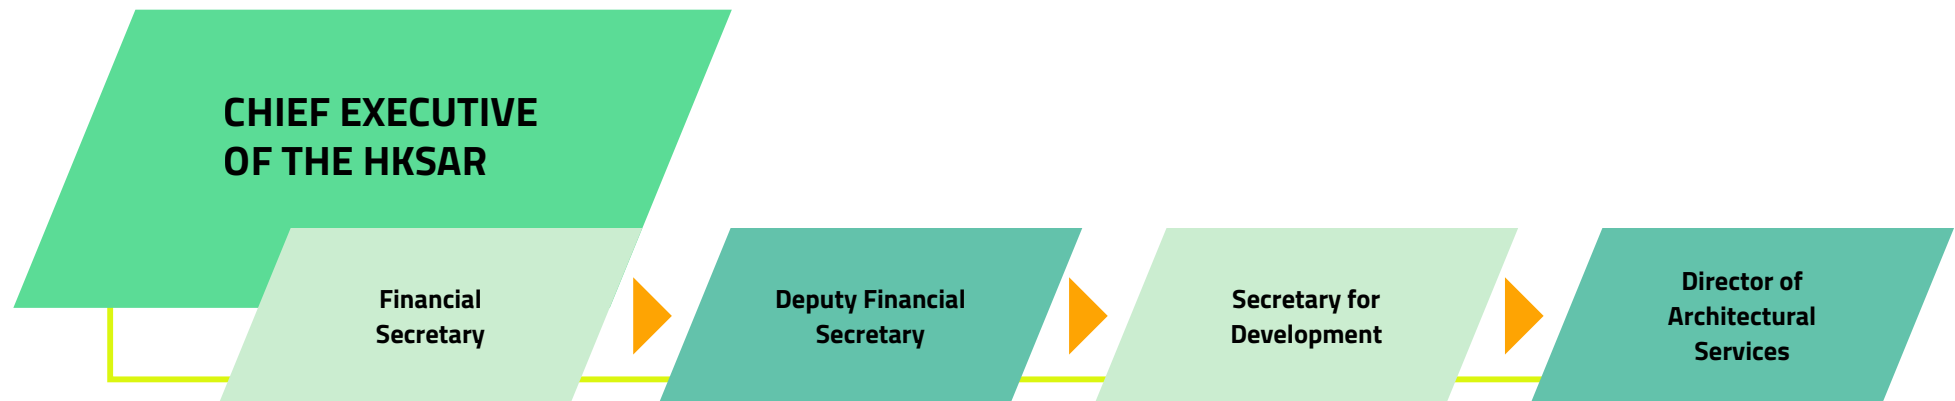 CHIEF EXECUTIVE
OF THE HKSAR
Financial
Secretary
Deputy Financial
Secretary
Secretary for
Development
Director of
Architectural
Services